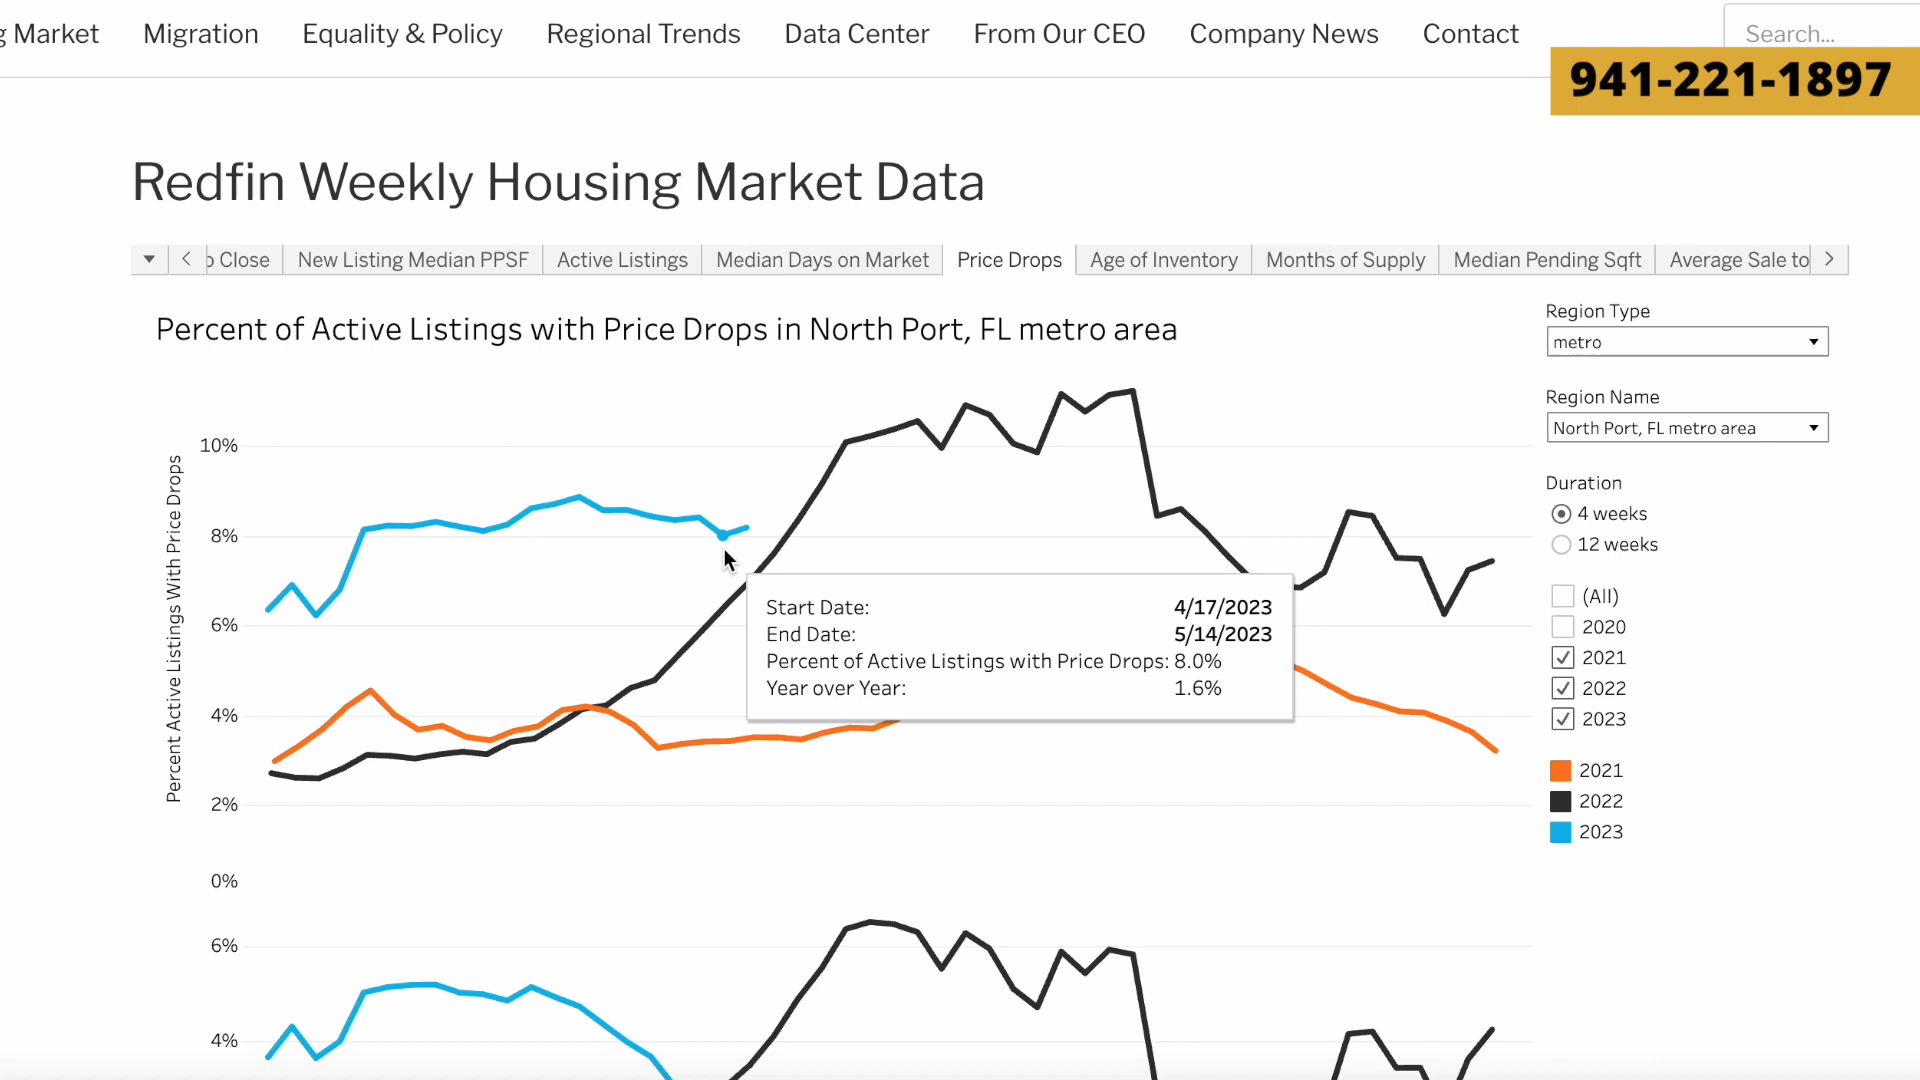 g Market Migration Equality & Policy Regional Trends Data Center From Our CEO Company News Contact Search...
941-221-1897
Redfin Weekly Housing Market Data
o Close New Listing Median PPSF Active Listings Median Days on Market Price Drops Age of Inventory Months of Supply Median Pending Sqft Average Sale to
Percent of Active Listings with Price Drops in North Port, FL metro area
Percent Active Listings With Price Drops
10%
8%
6%
4%
2%
0%
6%
4%
Start Date: 4/17/2023
End Date: 5/14/2023
Percent of Active Listings with Price Drops: 8.0%
Year over Year: 1.6%
Region Type
metro
Region Name
North Port, FL metro area
Duration
4 weeks
12 weeks
(All)
2020
2021
2022
2023
2021
2022
2023